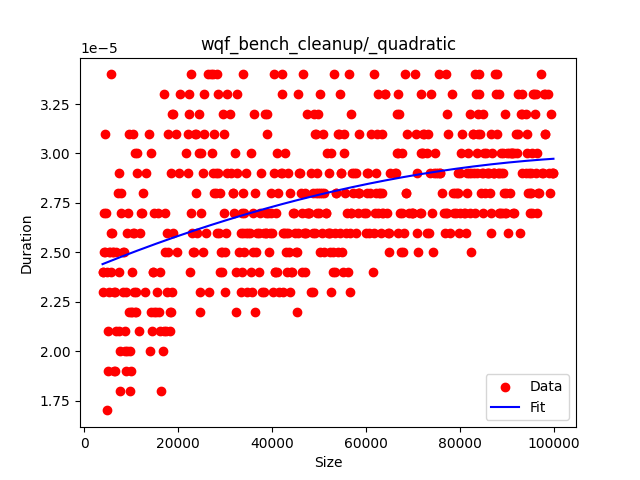 wqf_bench_cleanup/_quadratic
1e−5
3.25
3.00
2.75
2.50
2.25
2.00
1.75
Duration
0
20000
40000
60000
80000
100000
Size
Data
Fit